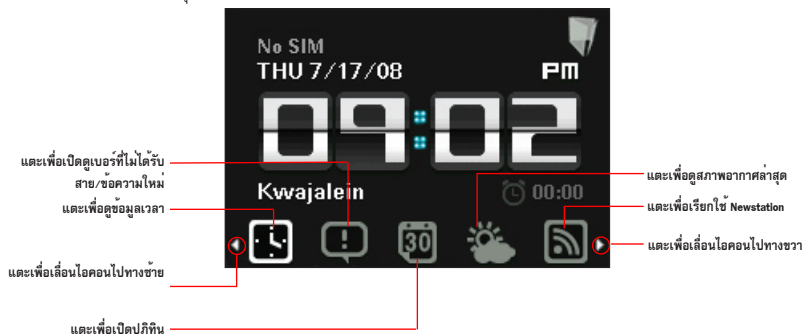 No SIM
THU 7/17/08
PM
09:02
Kwajalein
00:00
30
แตะเพื่อเปิดดูเบอร์ที่ไม่ได้รับ
สาย/ข้อความใหม่
แตะเพื่อดูข้อมูลเวลา
แตะเพื่อเลื่อนไอคอนไปทางซ้าย
แตะเพื่อเปิดปฏิทิน
แตะเพื่อดูสภาพอากาศล่าสุด
แตะเพื่อเรียกใช้ Newstation
แตะเพื่อเลื่อนไอคอนไปทางขวา